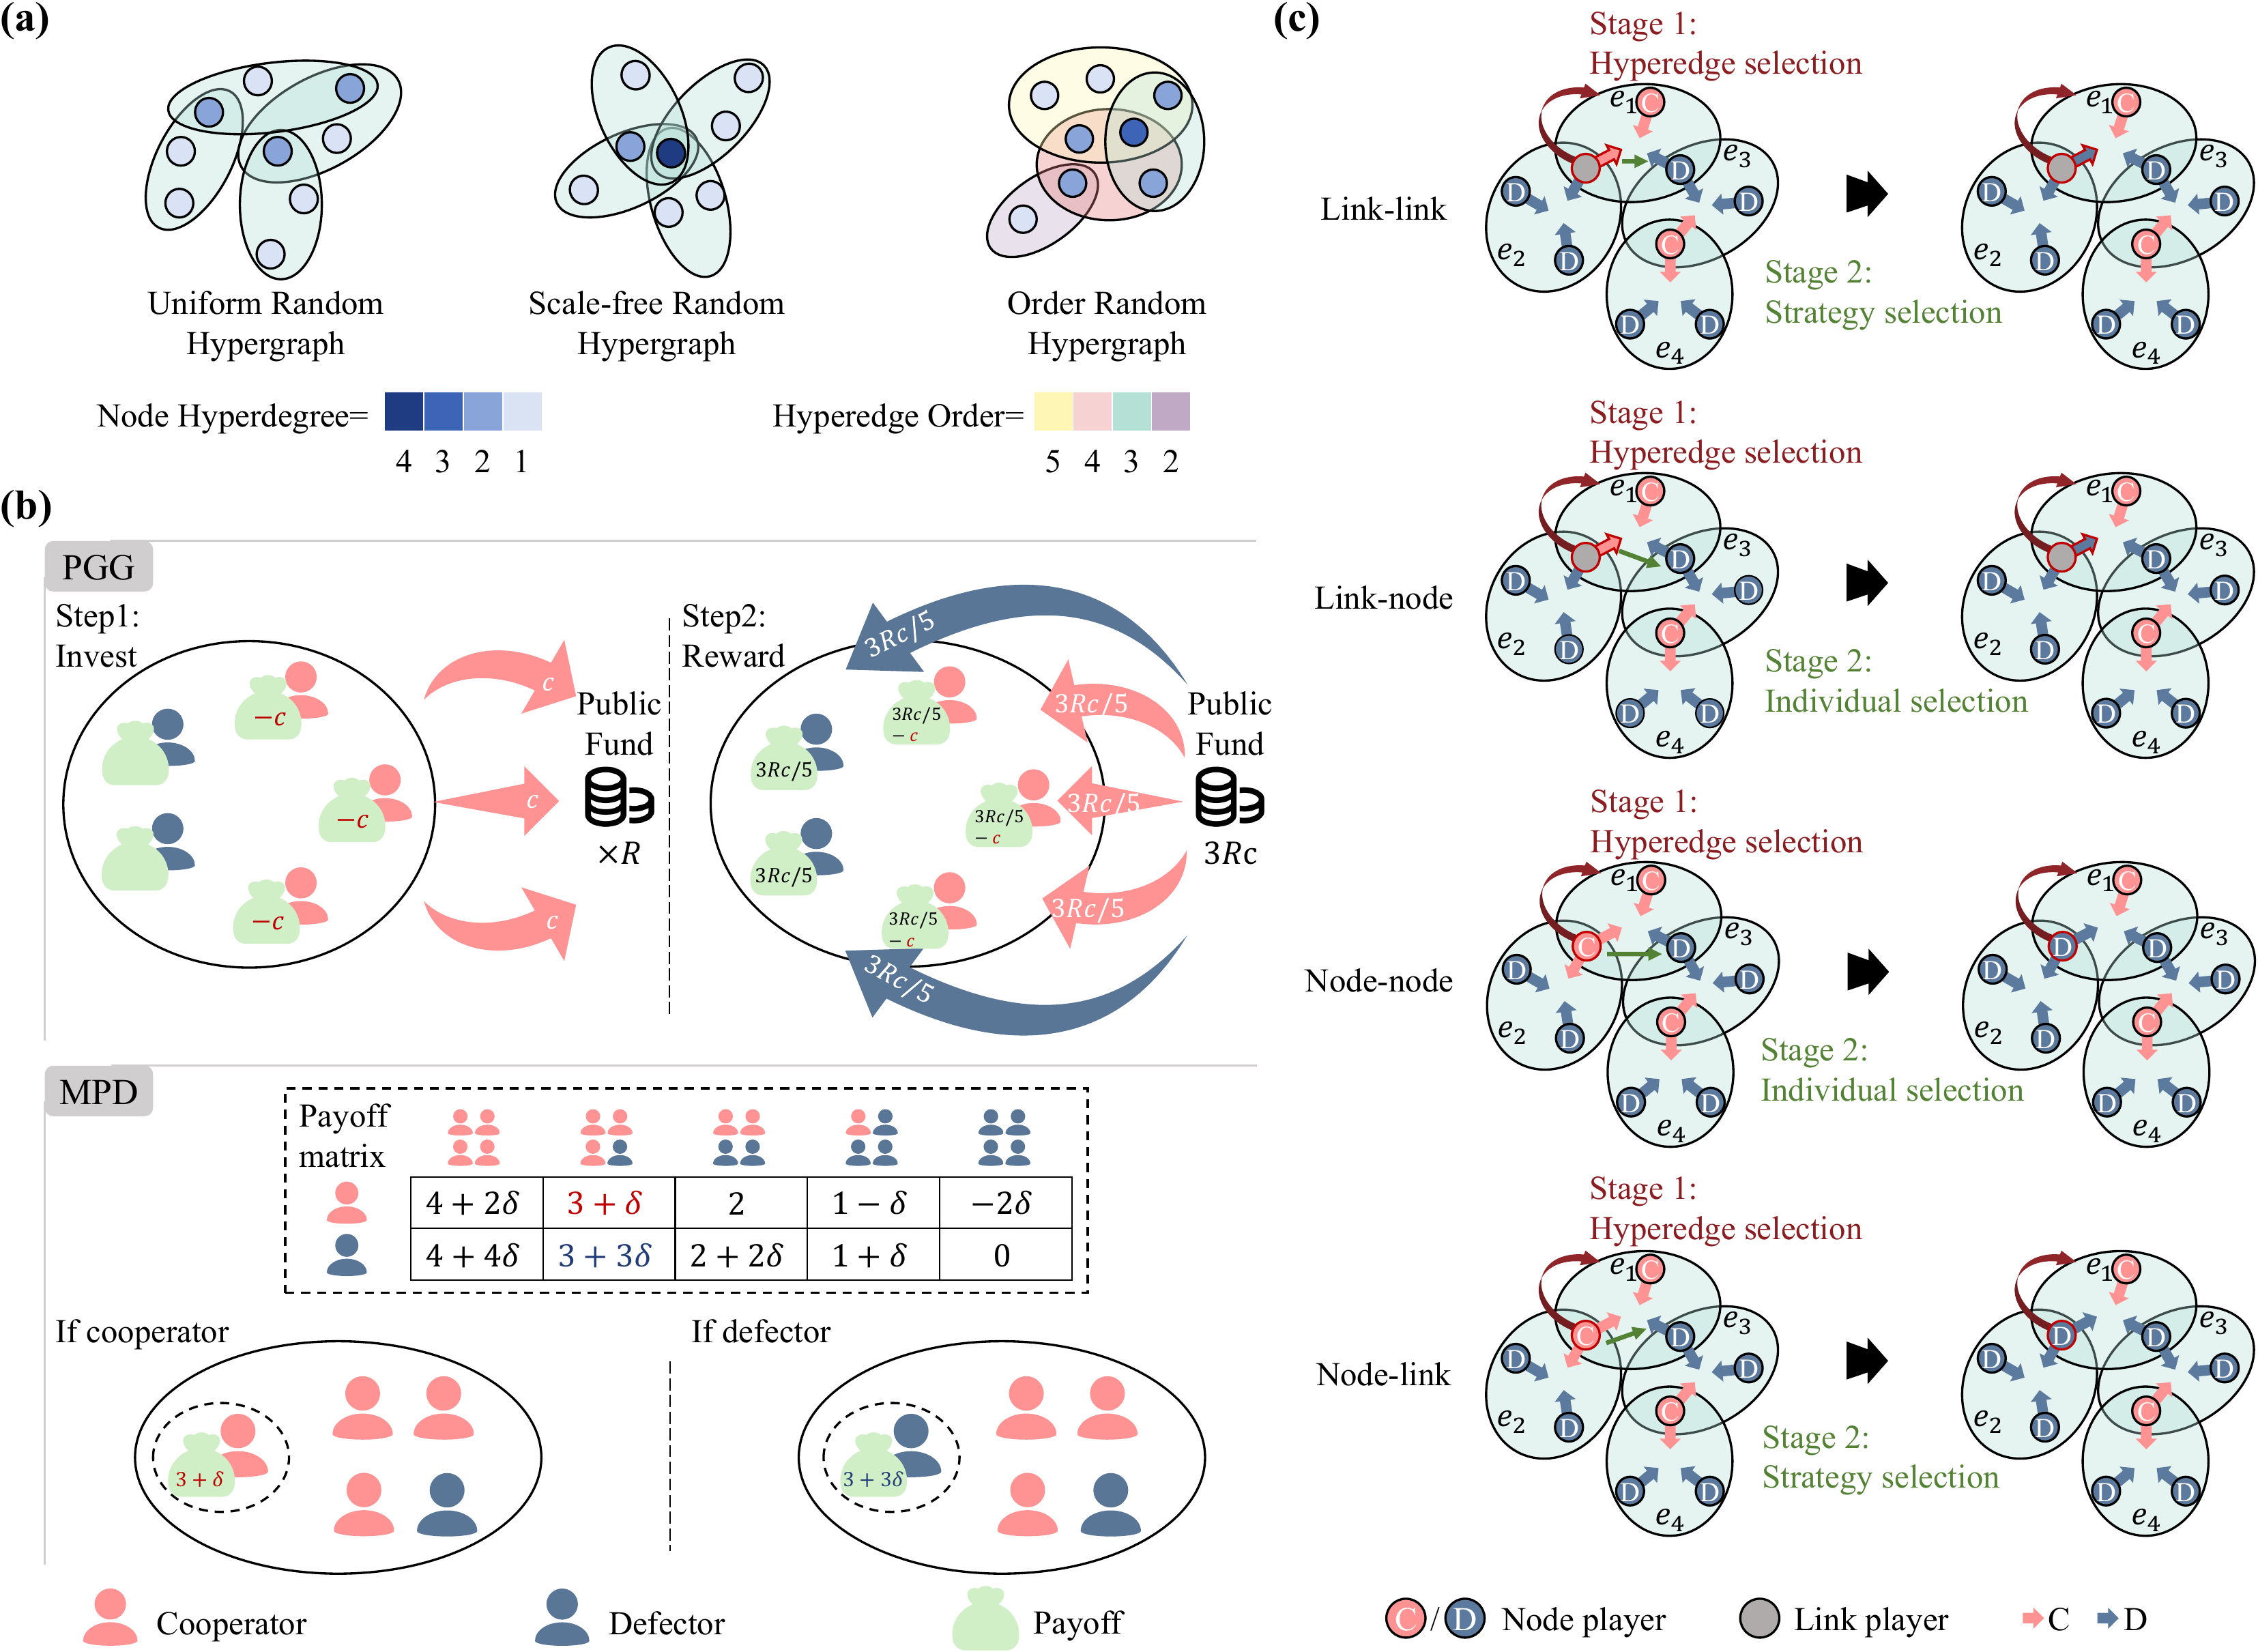 (a)
Uniform Random
Hypergraph
Scale-free Random
Hypergraph
Order Random
Hypergraph
Node Hyperdegree=
4 3 2 1
Hyperedge Order=
5 4 3 2
(b)
PGG
Step1:
Invest
−c
−c
−c
c
c
c
Public
Fund
×R
Step2:
Reward
3Rc/5
3Rc/5
3Rc/5
3Rc/5
3Rc/5
3Rc/5
− c
3Rc/5
3Rc/5
− c
3Rc/5
3Rc/5
− c
Public
Fund
3Rc
MPD
Payoff
matrix
4 + 2δ 3 + δ 2 1 − δ −2δ
4 + 4δ 3 + 3δ 2 + 2δ 1 + δ 0
If cooperator
3 + δ
If defector
3 + 3δ
Cooperator
Defector
Payoff
(c)
Stage 1:
Hyperedge selection
Link-link
e1 C
D e3
D D
C
e2 D
D D
e4
Stage 2:
Strategy selection
e1 C
D e3
D D
C
e2 D
D D
e4
Stage 1:
Hyperedge selection
Link-node
e1 C
D e3
D D
C
e2 D
D D
e4
Stage 2:
Individual selection
e1 C
D e3
D D
C
e2 D
D D
e4
Stage 1:
Hyperedge selection
Node-node
e1 C
C D e3
D D
C
e2 D
D D
e4
Stage 2:
Individual selection
e1 C
D D e3
D D
C
e2 D
D D
e4
Stage 1:
Hyperedge selection
Node-link
e1 C
C D e3
D D
C
e2 D
D D
e4
Stage 2:
Strategy selection
e1 C
D D e3
D D
C
e2 D
D D
e4
C / D Node player
Link player
C D